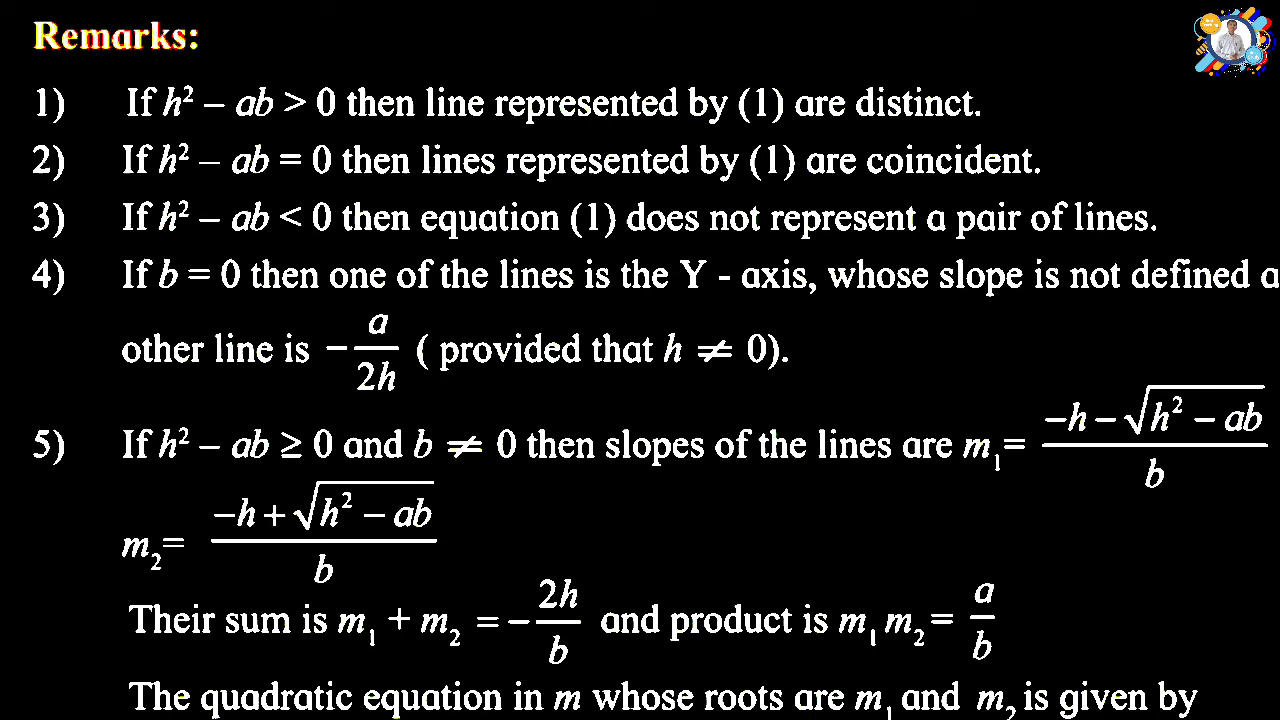 Remarks:
1) If h² – ab > 0 then line represented by (1) are distinct.
2) If h² – ab = 0 then lines represented by (1) are coincident.
3) If h² – ab < 0 then equation (1) does not represent a pair of lines.
4) If b = 0 then one of the lines is the Y - axis, whose slope is not defined a
other line is – a/2h ( provided that h ≠ 0).
5) If h² – ab ≥ 0 and b ≠ 0 then slopes of the lines are m₁= (–h – √(h² – ab))/b
m₂= (–h + √(h² – ab))/b
Their sum is m₁ + m₂ = – 2h/b and product is m₁ m₂ = a/b
The quadratic equation in m whose roots are m₁ and m₂ is given by